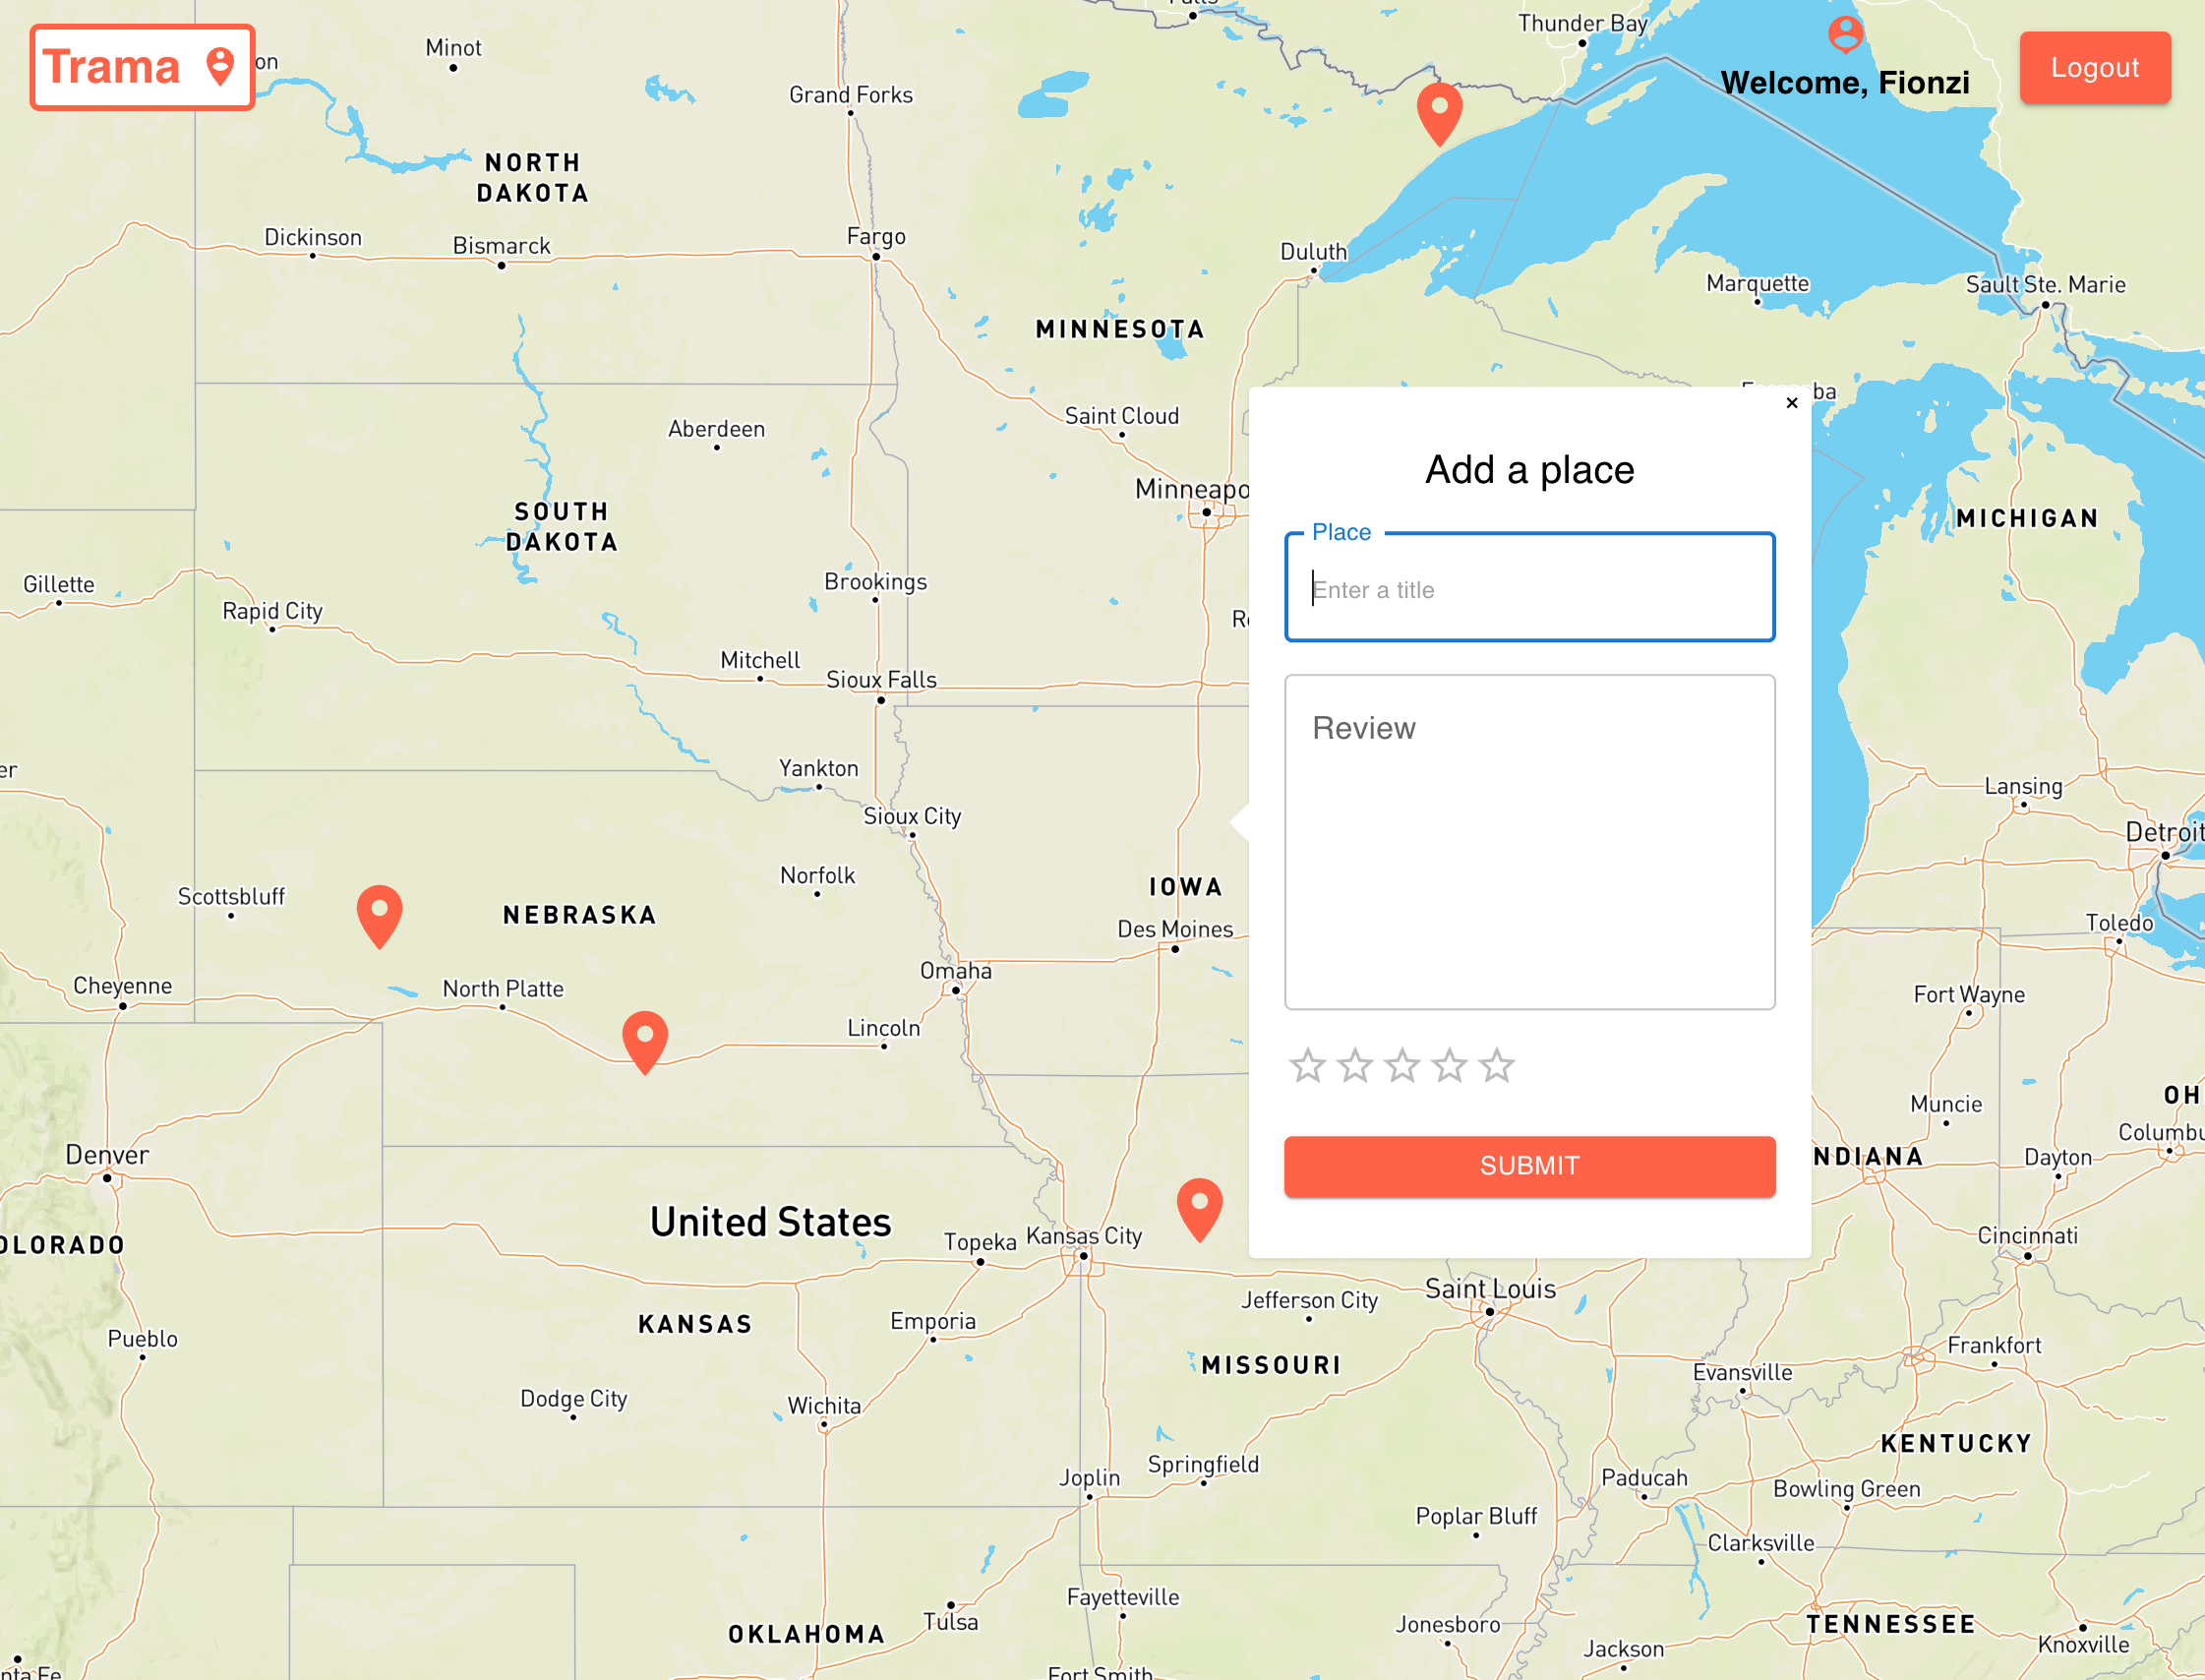 Falls
Thunder Bay
Trama
on
Minot
Welcome, Fionzi
Logout
Grand Forks
NORTH
DAKOTA
Dickinson
Bismarck
Fargo
Duluth
Marquette
Sault Ste. Marie
MINNESOTA
ba
×
Saint Cloud
Aberdeen
Add a place
Minneapo
SOUTH
DAKOTA
MICHIGAN
Place
Enter a title
Gillette
Rapid City
Brookings
Mitchell
Sioux Falls
Review
er
Yankton
Sioux City
Lansing
Detroit
Norfolk
IOWA
Scottsbluff
NEBRASKA
Des Moines
Toledo
Cheyenne
North Platte
Omaha
Fort Wayne
Lincoln
Muncie
OH
Columbu
Denver
SUBMIT
NDIANA
Dayton
United States
Topeka
Kansas City
Cincinnati
OLORADO
Saint Louis
Jefferson City
KANSAS
Emporia
Pueblo
MISSOURI
Frankfort
Evansville
Dodge City
Wichita
KENTUCKY
Joplin
Springfield
Paducah
Bowling Green
Poplar Bluff
Clarksville
Fayetteville
Tulsa
OKLAHOMA
Jonesboro
TENNESSEE
Jackson
Knoxville
nta Fe
Fort Smith